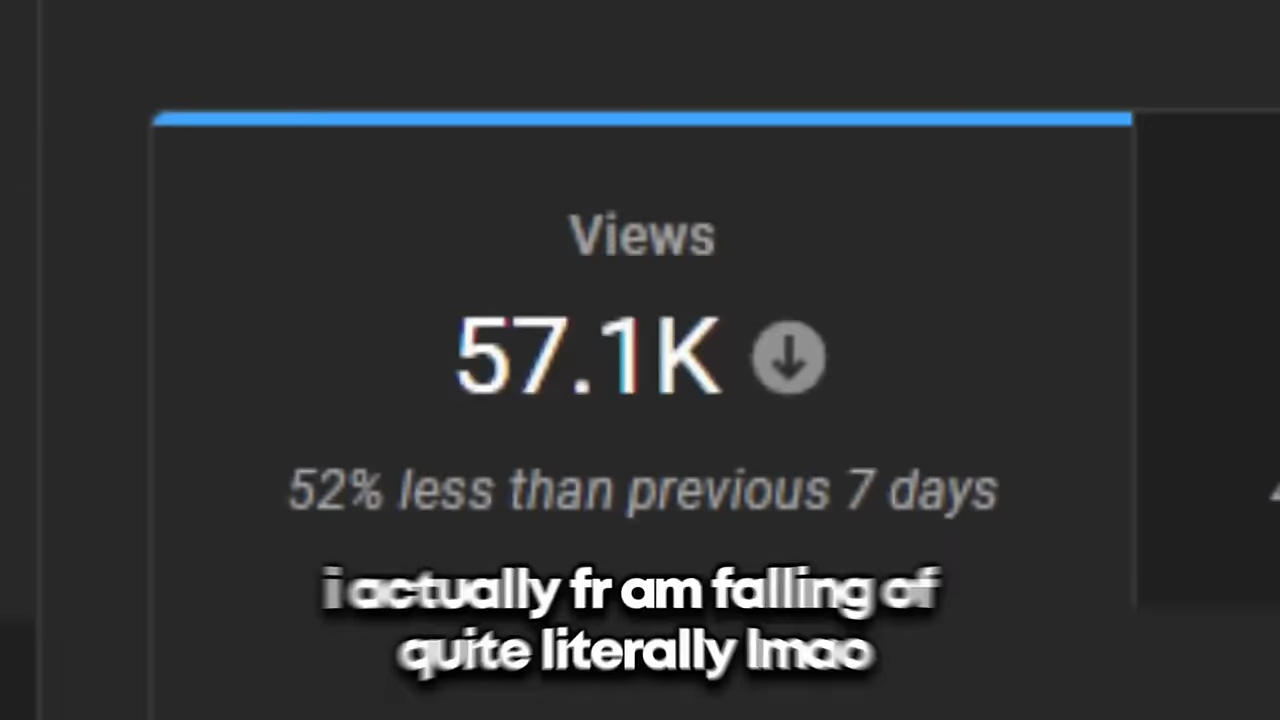 Views
57.1K
52% less than previous 7 days
i actually fr am falling of
quite literally lmao